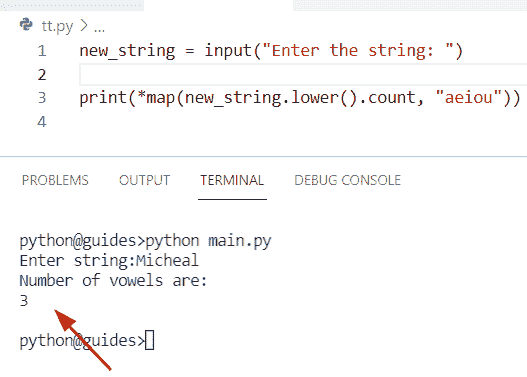 tt.py > ...
1 new_string = input("Enter the string: ")
2
3 print(*map(new_string.lower().count, "aeiou"))
4
PROBLEMS OUTPUT TERMINAL DEBUG CONSOLE
python@guides>python main.py
Enter string:Micheal
Number of vowels are:
3
python@guides>